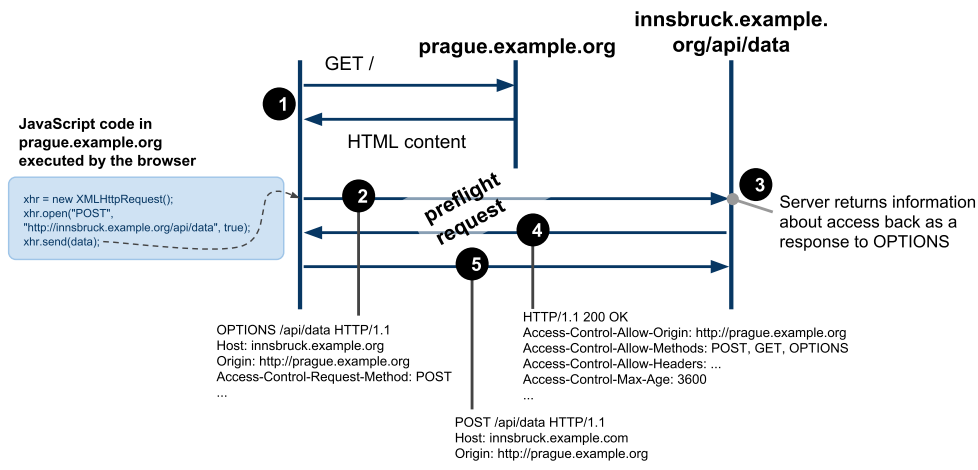 innsbruck.example.
org/api/data
prague.example.org
GET /
1
HTML content
JavaScript code in
prague.example.org
executed by the browser
xhr = new XMLHttpRequest();
xhr.open("POST",
"http://innsbruck.example.org/api/data", true);
xhr.send(data);
2
preflight
request
3
Server returns information
about access back as a
response to OPTIONS
4
5
OPTIONS /api/data HTTP/1.1
Host: innsbruck.example.org
Origin: http://prague.example.org
Access-Control-Request-Method: POST
...
HTTP/1.1 200 OK
Access-Control-Allow-Origin: http://prague.example.org
Access-Control-Allow-Methods: POST, GET, OPTIONS
Access-Control-Allow-Headers: ...
Access-Control-Max-Age: 3600
...
POST /api/data HTTP/1.1
Host: innsbruck.example.com
Origin: http://prague.example.org